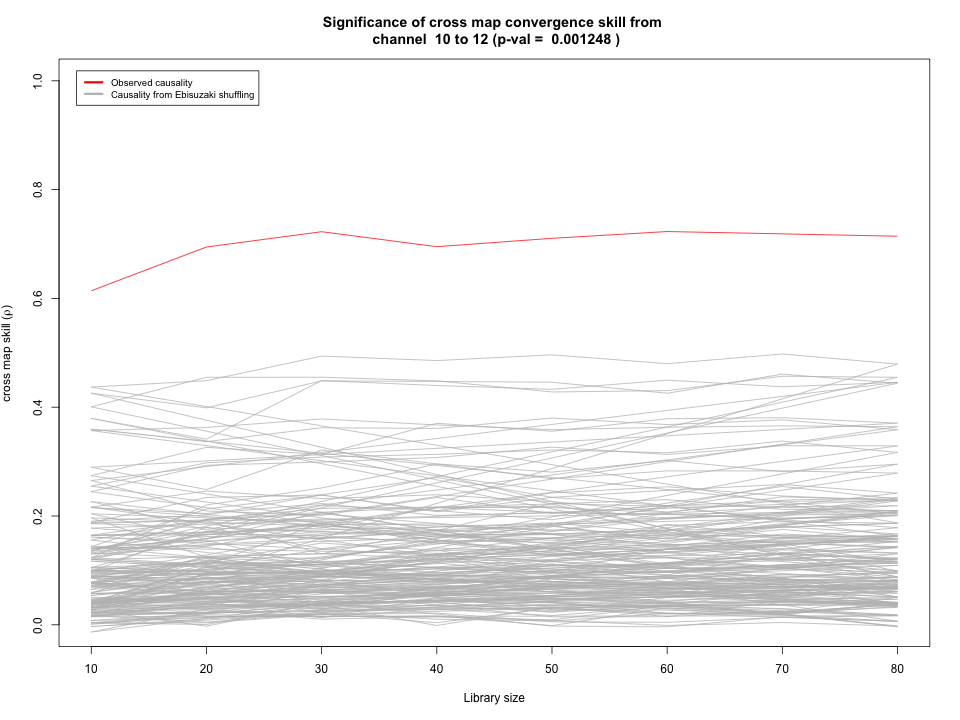 Significance of cross map convergence skill from
channel  10 to 12 (p-val =  0.001248 )
Observed causality
Causality from Ebisuzaki shuffling
cross map skill (ρ)
1.0
0.8
0.6
0.4
0.2
0.0
10 20 30 40 50 60 70 80
Library size